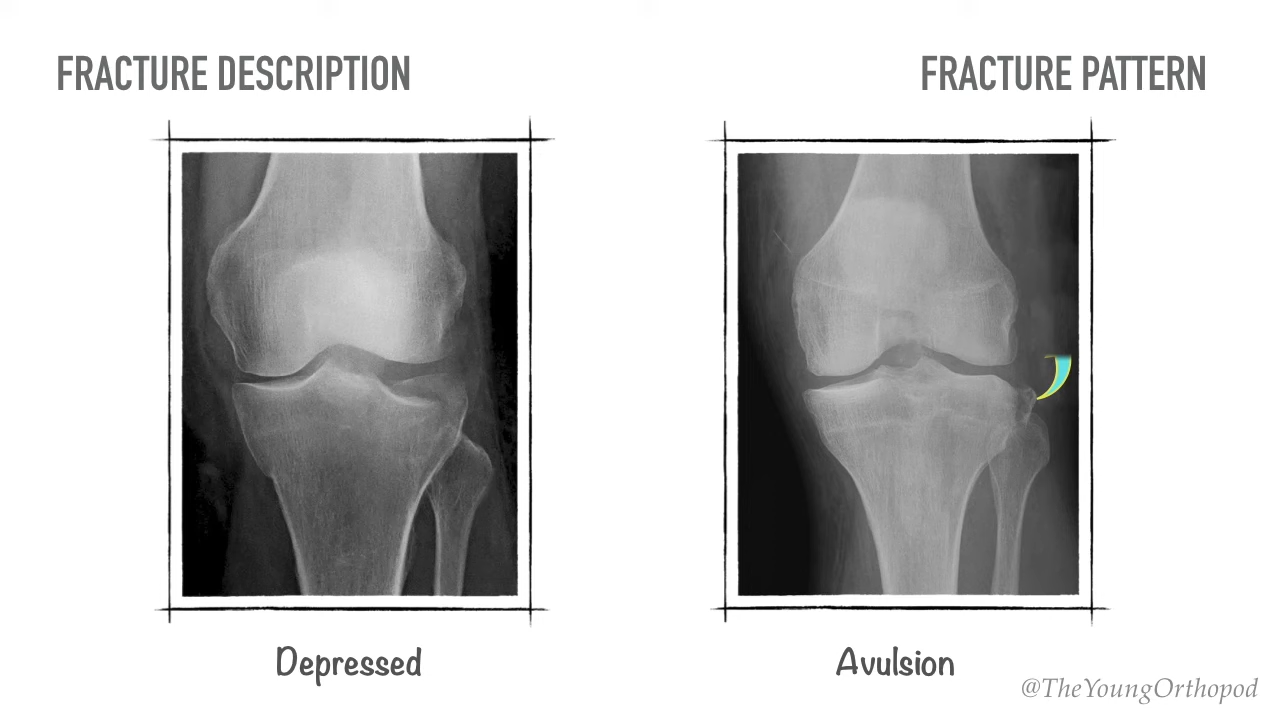 FRACTURE DESCRIPTION
FRACTURE PATTERN
Depressed
Avulsion
@TheYoungOrthopod